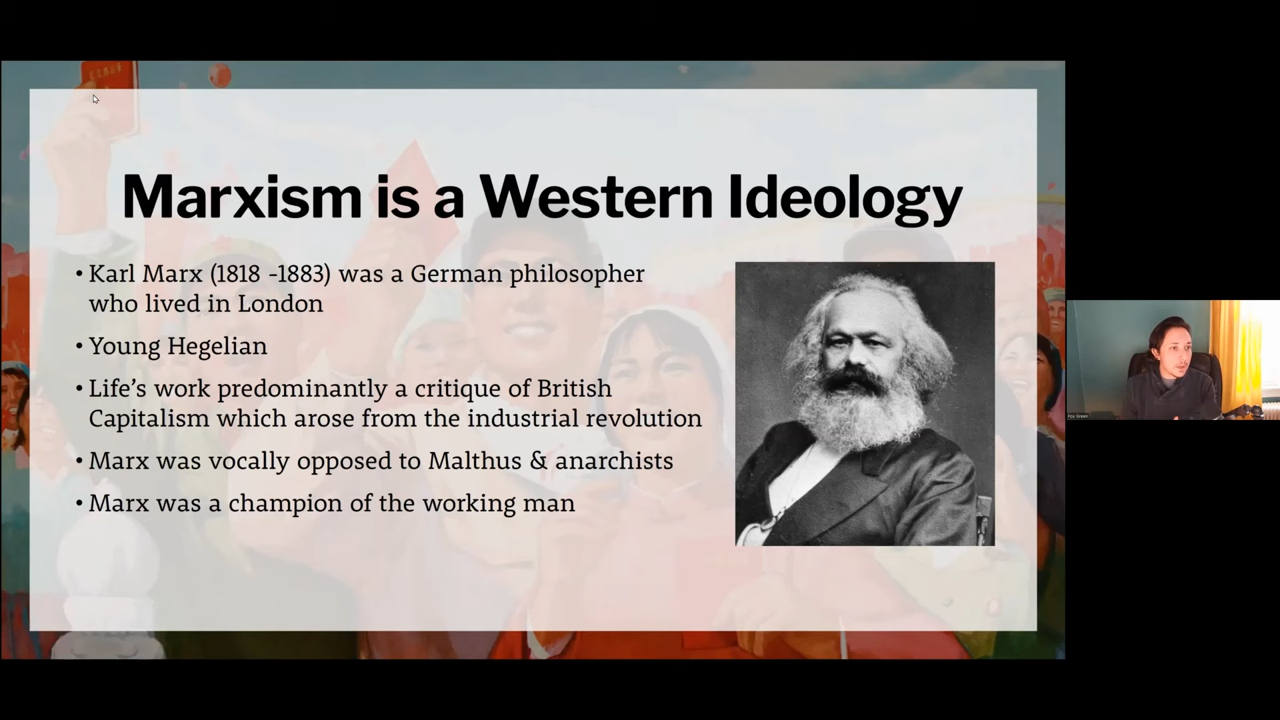 Marxism is a Western Ideology
• Karl Marx (1818 -1883) was a German philosopher
who lived in London
• Young Hegelian
• Life's work predominantly a critique of British
Capitalism which arose from the industrial revolution
• Marx was vocally opposed to Malthus & anarchists
• Marx was a champion of the working man
Fox Green